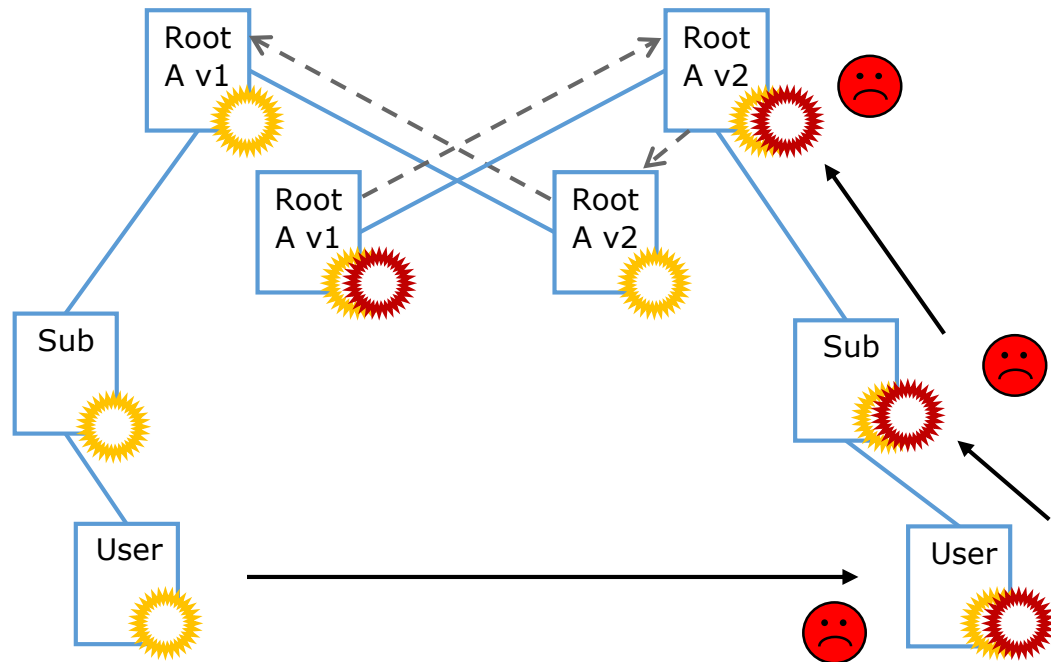 Root
A v1
Root
A v2
Root
A v1
Root
A v2
Sub
Sub
User
User